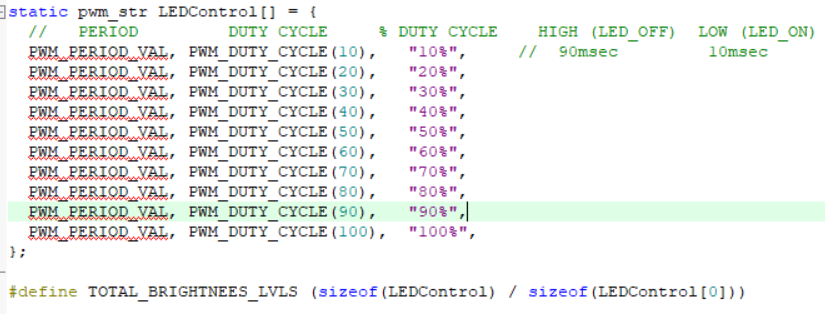 static pwm_str LEDControl[] = {
// PERIOD DUTY CYCLE % DUTY CYCLE HIGH (LED_OFF) LOW (LED_ON)
PWM_PERIOD_VAL, PWM_DUTY_CYCLE(10), "10%", // 90msec 10msec
PWM_PERIOD_VAL, PWM_DUTY_CYCLE(20), "20%",
PWM_PERIOD_VAL, PWM_DUTY_CYCLE(30), "30%",
PWM_PERIOD_VAL, PWM_DUTY_CYCLE(40), "40%",
PWM_PERIOD_VAL, PWM_DUTY_CYCLE(50), "50%",
PWM_PERIOD_VAL, PWM_DUTY_CYCLE(60), "60%",
PWM_PERIOD_VAL, PWM_DUTY_CYCLE(70), "70%",
PWM_PERIOD_VAL, PWM_DUTY_CYCLE(80), "80%",
PWM_PERIOD_VAL, PWM_DUTY_CYCLE(90), "90%",
PWM_PERIOD_VAL, PWM_DUTY_CYCLE(100), "100%",
};
#define TOTAL_BRIGHTNEES_LVLS (sizeof(LEDControl) / sizeof(LEDControl[0]))